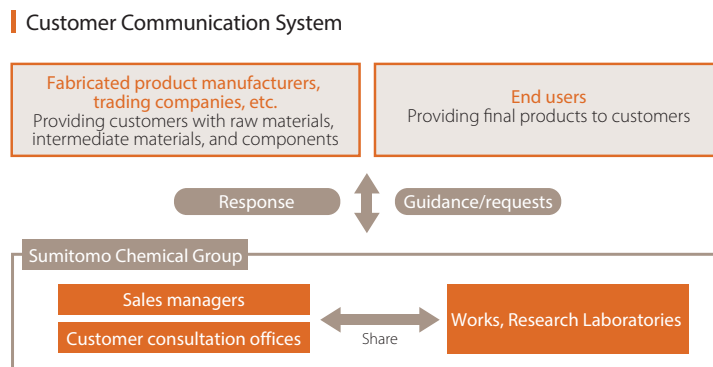 Customer Communication System
Fabricated product manufacturers,
trading companies, etc.
Providing customers with raw materials,
intermediate materials, and components
End users
Providing final products to customers
Response
Guidance/requests
Sumitomo Chemical Group
Sales managers
Customer consultation offices
Share
Works, Research Laboratories